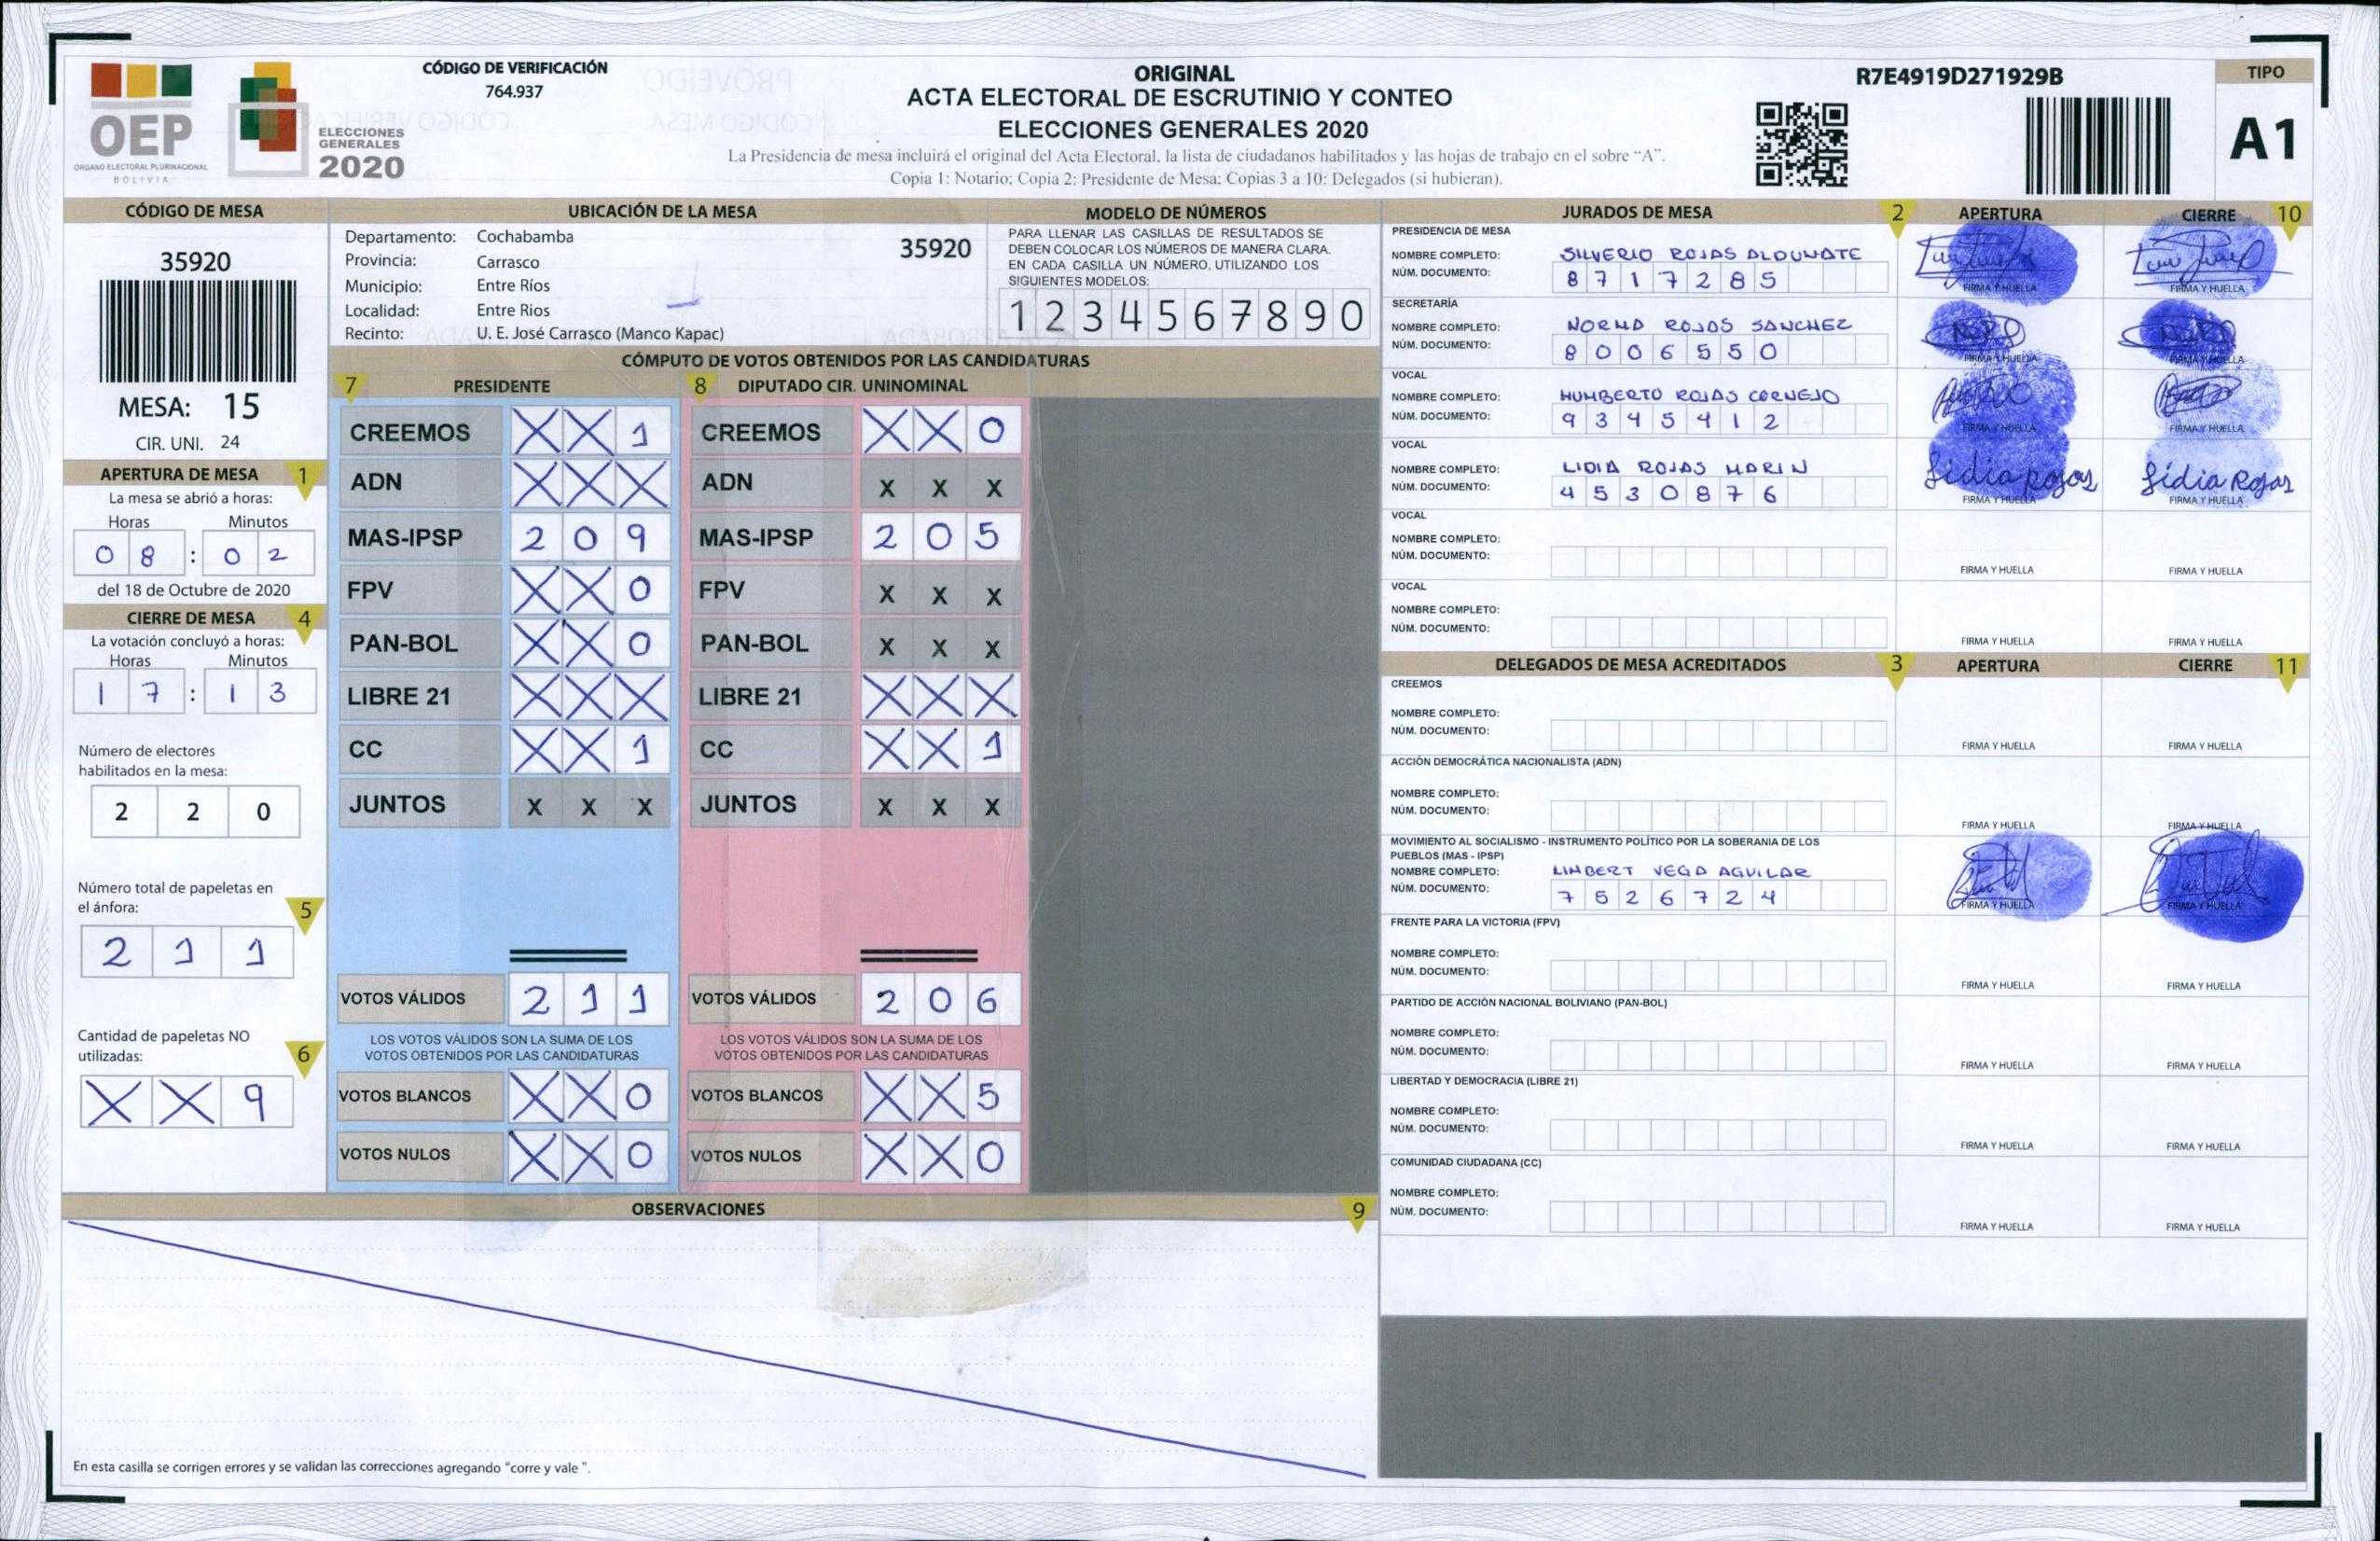 OEP
ÓRGANO ELECTORAL PLURINACIONAL
BOLIVIA
ELECCIONES
GENERALES
2020
CÓDIGO DE VERIFICACIÓN
764.937
ORIGINAL
ACTA ELECTORAL DE ESCRUTINIO Y CONTEO
ELECCIONES GENERALES 2020
La Presidencia de mesa incluirá el original del Acta Electoral, la lista de ciudadanos habilitados y las hojas de trabajo en el sobre “A”.
Copia 1: Notario; Copia 2: Presidente de Mesa; Copias 3 a 10: Delegados (si hubieran).
R7E4919D271929B
TIPO
A1
CÓDIGO DE MESA
35920
MESA: 15
CIR. UNI. 24
APERTURA DE MESA 1
La mesa se abrió a horas:
Horas Minutos
0 8 : 0 2
del 18 de Octubre de 2020
CIERRE DE MESA 4
La votación concluyó a horas:
Horas Minutos
1 7 : 1 3
Número de electores
habilitados en la mesa:
2 2 0
Número total de papeletas en
el ánfora: 5
2 1 1
Cantidad de papeletas NO
utilizadas: 6
X X 9
UBICACIÓN DE LA MESA
Departamento: Cochabamba 35920
Provincia: Carrasco
Municipio: Entre Ríos
Localidad: Entre Rios
Recinto: U. E. José Carrasco (Manco Kapac)
MODELO DE NÚMEROS
PARA LLENAR LAS CASILLAS DE RESULTADOS SE
DEBEN COLOCAR LOS NÚMEROS DE MANERA CLARA.
EN CADA CASILLA UN NÚMERO, UTILIZANDO LOS
SIGUIENTES MODELOS:
1 2 3 4 5 6 7 8 9 0
CÓMPUTO DE VOTOS OBTENIDOS POR LAS CANDIDATURAS
7 PRESIDENTE
CREEMOS X X 1
ADN X X X
MAS-IPSP 2 0 9
FPV X X 0
PAN-BOL X X 0
LIBRE 21 X X X
CC X X 1
JUNTOS X X X
VOTOS VÁLIDOS 2 1 1
LOS VOTOS VÁLIDOS SON LA SUMA DE LOS
VOTOS OBTENIDOS POR LAS CANDIDATURAS
VOTOS BLANCOS X X 0
VOTOS NULOS X X 0
8 DIPUTADO CIR. UNINOMINAL
CREEMOS X X 0
ADN X X X
MAS-IPSP 2 0 5
FPV X X X
PAN-BOL X X X
LIBRE 21 X X X
CC X X 1
JUNTOS X X X
VOTOS VÁLIDOS 2 0 6
LOS VOTOS VÁLIDOS SON LA SUMA DE LOS
VOTOS OBTENIDOS POR LAS CANDIDATURAS
VOTOS BLANCOS X X 5
VOTOS NULOS X X 0
OBSERVACIONES 9
En esta casilla se corrigen errores y se validan las correcciones agregando “corre y vale ”.
JURADOS DE MESA 2 APERTURA CIERRE 10
PRESIDENCIA DE MESA
NOMBRE COMPLETO: SILVERIO ROJAS ALDUNATE
NÚM. DOCUMENTO: 8 7 1 7 2 8 5
FIRMA Y HUELLA FIRMA Y HUELLA
SECRETARÍA
NOMBRE COMPLETO: NORMA ROJAS SANCHEZ
NÚM. DOCUMENTO: 8 0 0 6 5 5 0
FIRMA Y HUELLA FIRMA Y HUELLA
VOCAL
NOMBRE COMPLETO: HUMBERTO ROJAS CORNEJO
NÚM. DOCUMENTO: 9 3 4 5 4 1 2
FIRMA Y HUELLA FIRMA Y HUELLA
VOCAL
NOMBRE COMPLETO: LIDIA ROJAS MARIN
NÚM. DOCUMENTO: 4 5 3 0 8 7 6
Lidia Rojas Lidia Rojas
FIRMA Y HUELLA FIRMA Y HUELLA
VOCAL
NOMBRE COMPLETO:
NÚM. DOCUMENTO:
FIRMA Y HUELLA FIRMA Y HUELLA
VOCAL
NOMBRE COMPLETO:
NÚM. DOCUMENTO:
FIRMA Y HUELLA FIRMA Y HUELLA
DELEGADOS DE MESA ACREDITADOS 3 APERTURA CIERRE 11
CREEMOS
NOMBRE COMPLETO:
NÚM. DOCUMENTO:
FIRMA Y HUELLA FIRMA Y HUELLA
ACCIÓN DEMOCRÁTICA NACIONALISTA (ADN)
NOMBRE COMPLETO:
NÚM. DOCUMENTO:
FIRMA Y HUELLA FIRMA Y HUELLA
MOVIMIENTO AL SOCIALISMO - INSTRUMENTO POLÍTICO POR LA SOBERANIA DE LOS
PUEBLOS (MAS - IPSP)
NOMBRE COMPLETO: LIMBERT VEGA AGUILAR
NÚM. DOCUMENTO: 7 5 2 6 7 2 4
FIRMA Y HUELLA FIRMA Y HUELLA
FRENTE PARA LA VICTORIA (FPV)
NOMBRE COMPLETO:
NÚM. DOCUMENTO:
FIRMA Y HUELLA FIRMA Y HUELLA
PARTIDO DE ACCIÓN NACIONAL BOLIVIANO (PAN-BOL)
NOMBRE COMPLETO:
NÚM. DOCUMENTO:
FIRMA Y HUELLA FIRMA Y HUELLA
LIBERTAD Y DEMOCRACIA (LIBRE 21)
NOMBRE COMPLETO:
NÚM. DOCUMENTO:
FIRMA Y HUELLA FIRMA Y HUELLA
COMUNIDAD CIUDADANA (CC)
NOMBRE COMPLETO:
NÚM. DOCUMENTO:
FIRMA Y HUELLA FIRMA Y HUELLA